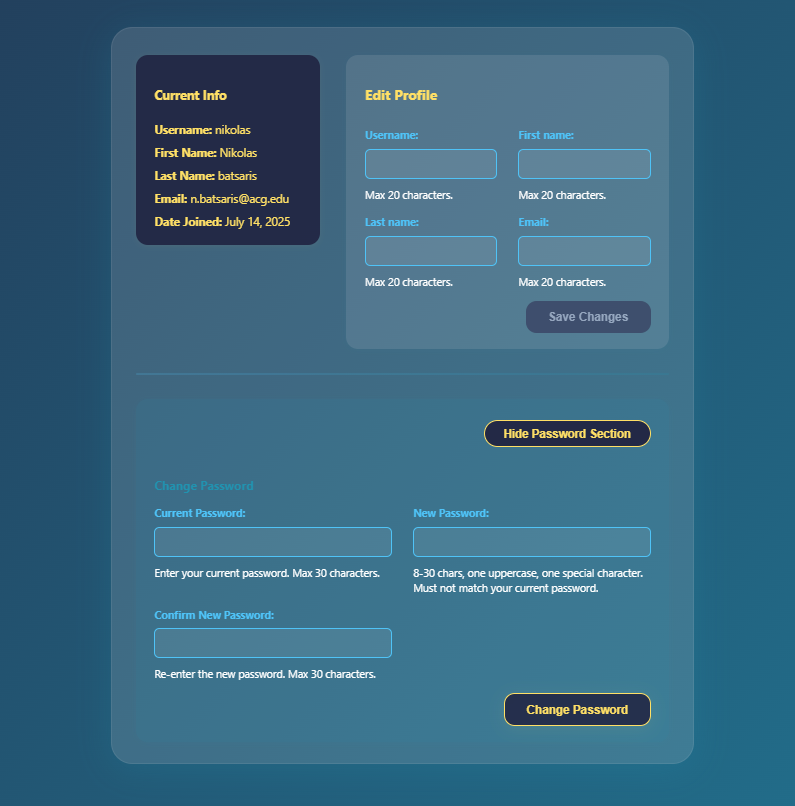 Current Info
Username: nikolas
First Name: Nikolas
Last Name: batsaris
Email: n.batsaris@acg.edu
Date Joined: July 14, 2025
Edit Profile
Username:
First name:
Max 20 characters.
Max 20 characters.
Last name:
Email:
Max 20 characters.
Max 20 characters.
Save Changes
Hide Password Section
Change Password
Current Password:
New Password:
Enter your current password. Max 30 characters.
8-30 chars, one uppercase, one special character.
Must not match your current password.
Confirm New Password:
Re-enter the new password. Max 30 characters.
Change Password